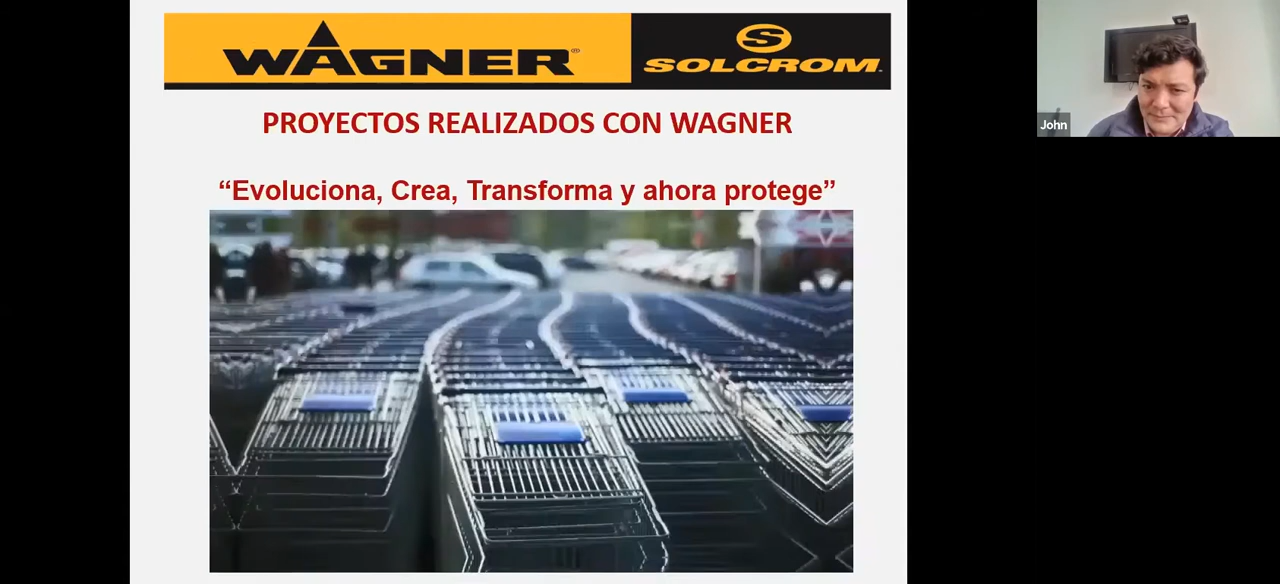 WAGNER®
SOLCROM.
PROYECTOS REALIZADOS CON WAGNER
“Evoluciona, Crea, Transforma y ahora protege”
John